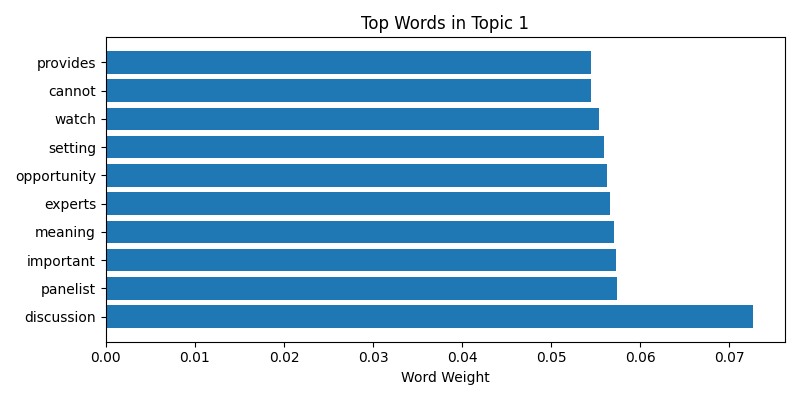 Top Words in Topic 1
provides
cannot
watch
setting
opportunity
experts
meaning
important
panelist
discussion
0.00 0.01 0.02 0.03 0.04 0.05 0.06 0.07
Word Weight